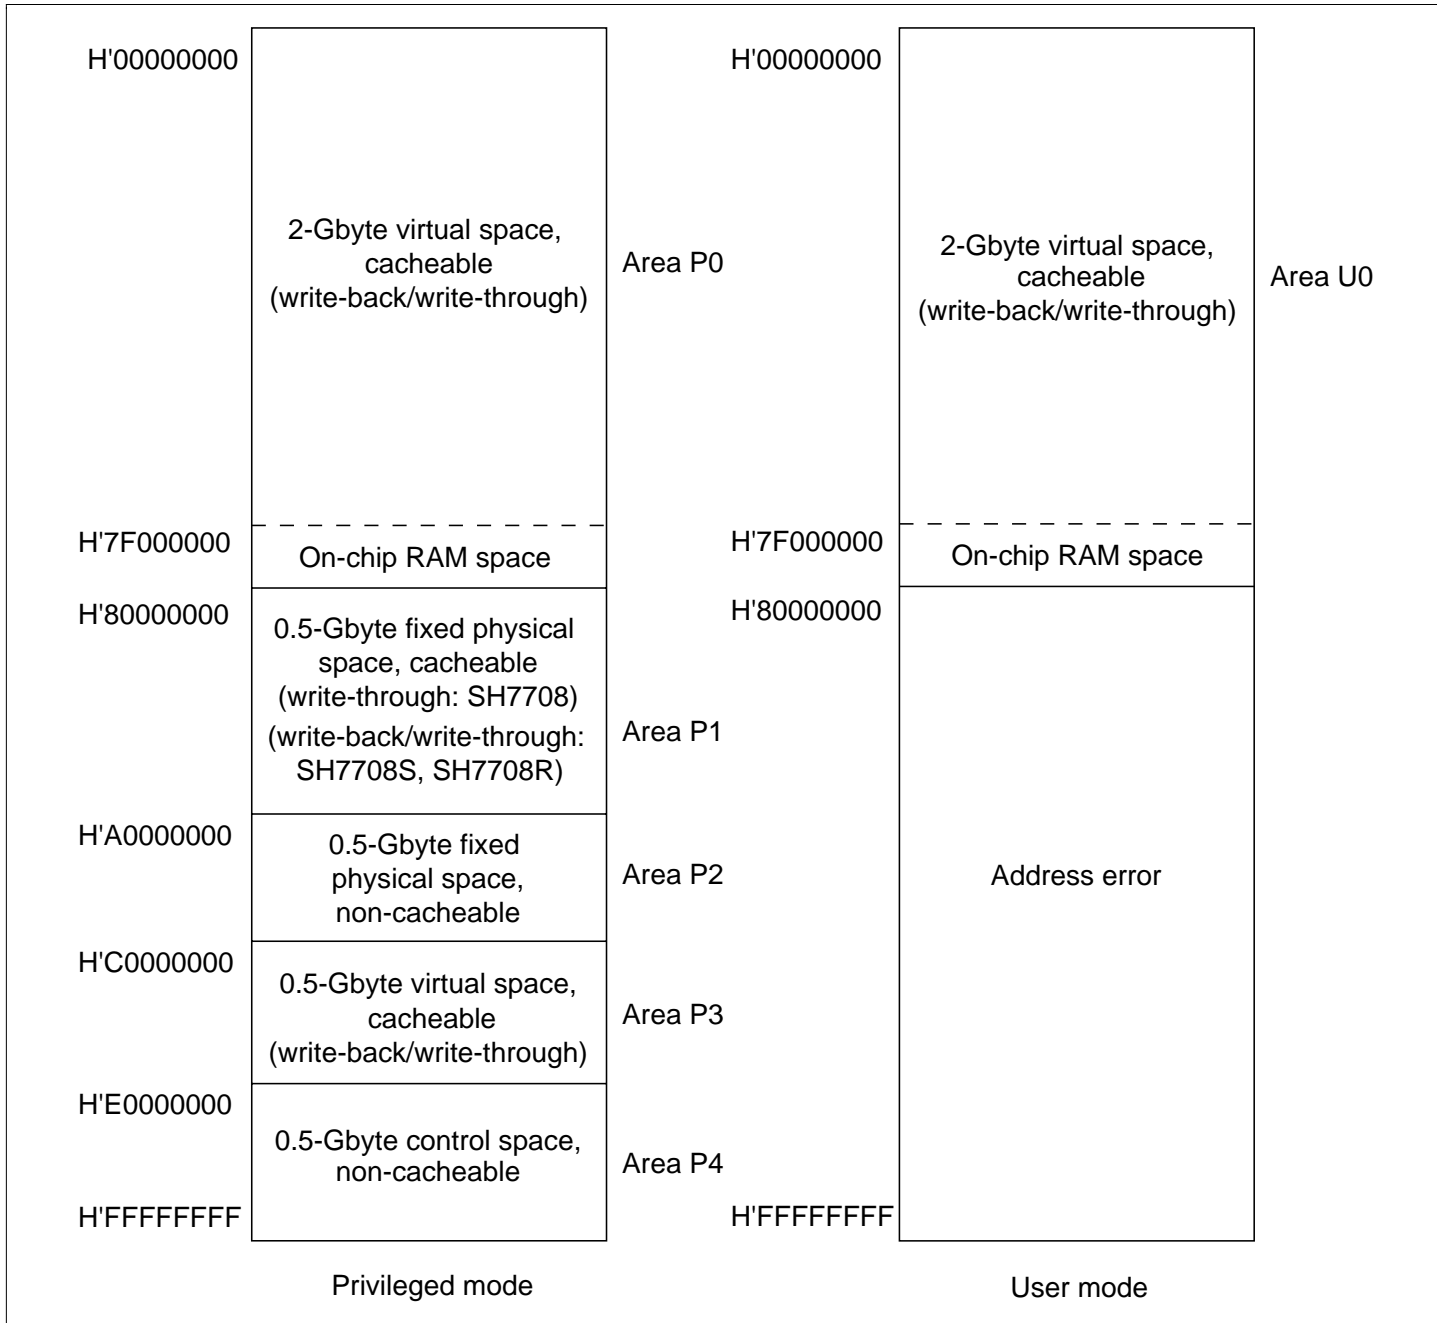 H'00000000
2-Gbyte virtual space,
cacheable
(write-back/write-through)
Area P0
H'7F000000
On-chip RAM space
H'80000000
0.5-Gbyte fixed physical
space, cacheable
(write-through: SH7708)
(write-back/write-through:
SH7708S, SH7708R)
Area P1
H'A0000000
0.5-Gbyte fixed
physical space,
non-cacheable
Area P2
H'C0000000
0.5-Gbyte virtual space,
cacheable
(write-back/write-through)
Area P3
H'E0000000
0.5-Gbyte control space,
non-cacheable
Area P4
H'FFFFFFFF
Privileged mode
H'00000000
2-Gbyte virtual space,
cacheable
(write-back/write-through)
Area U0
H'7F000000
On-chip RAM space
H'80000000
Address error
H'FFFFFFFF
User mode